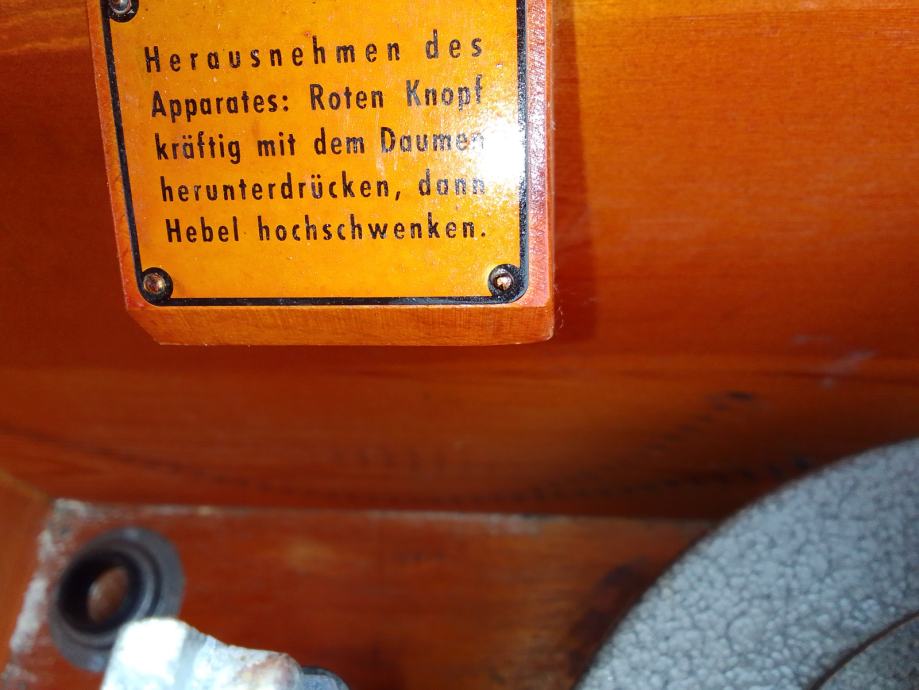 Herausnehmen des
Apparates: Roten Knopf
kräftig mit dem Daumen
herunterdrücken, dann
Hebel hochschwenken.